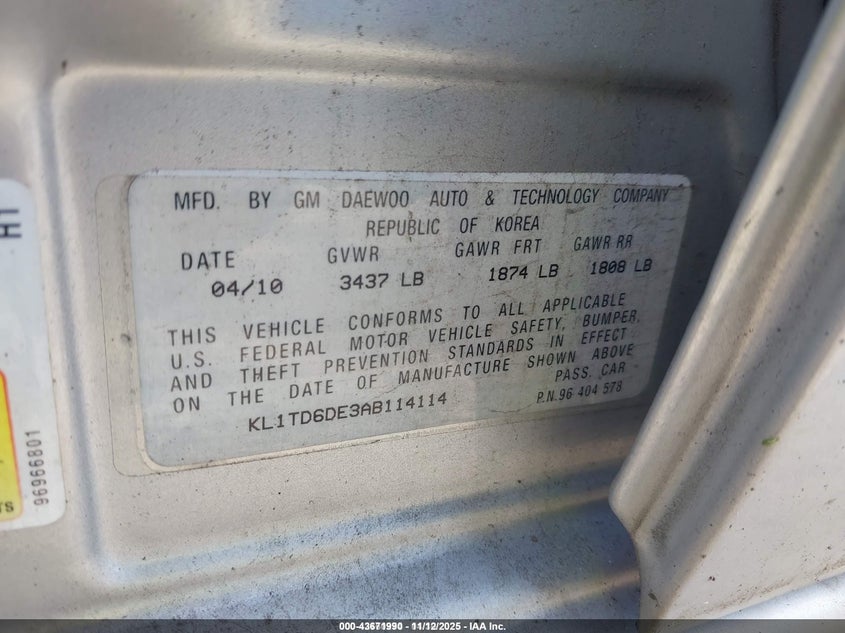 MFD. BY GM DAEWOO AUTO & TECHNOLOGY COMPANY
REPUBLIC OF KOREA
DATE GVWR GAWR FRT GAWR RR
04/10 3437 LB 1874 LB 1808 LB
THIS VEHICLE CONFORMS TO ALL APPLICABLE
U.S. FEDERAL MOTOR VEHICLE SAFETY, BUMPER,
AND THEFT PREVENTION STANDARDS IN EFFECT
ON THE DATE OF MANUFACTURE SHOWN ABOVE
PASS. CAR
KL1TD6DE3AB114114 P.N.96 404 578
96966801
000-43671990 - 11/12/2025 - IAA Inc.